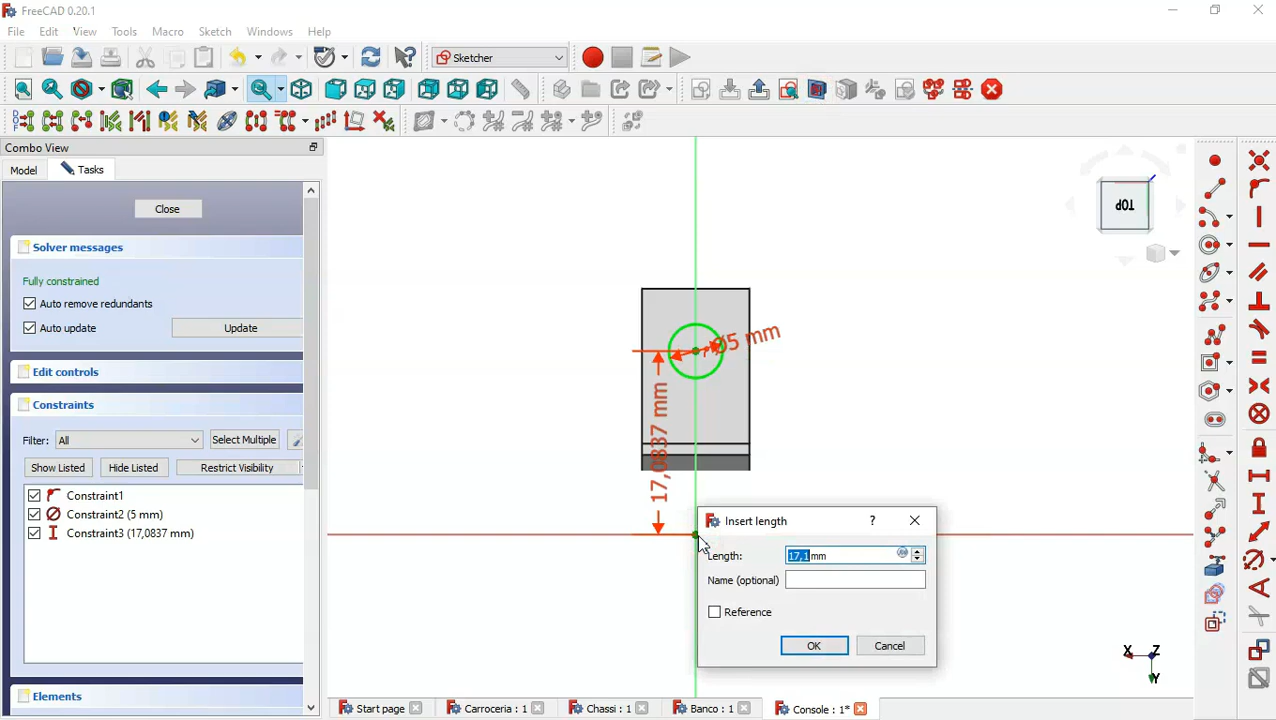 FreeCAD 0.20.1
File Edit View Tools Macro Sketch Windows Help
Sketcher
Combo View
Model Tasks
Close
Solver messages
Fully constrained
Auto remove redundants
Auto update Update
Edit controls
Constraints
Filter: All Select Multiple
Show Listed Hide Listed Restrict Visibility
Constraint1
Constraint2 (5 mm)
Constraint3 (17,0837 mm)
Elements
TOP
Ø5 mm
17,0837 mm
Insert length ?
Length: 17,1 mm
Name (optional)
Reference
OK Cancel
X Z
Y
Start page Carroceria : 1 Chassi : 1 Banco : 1 Console : 1*